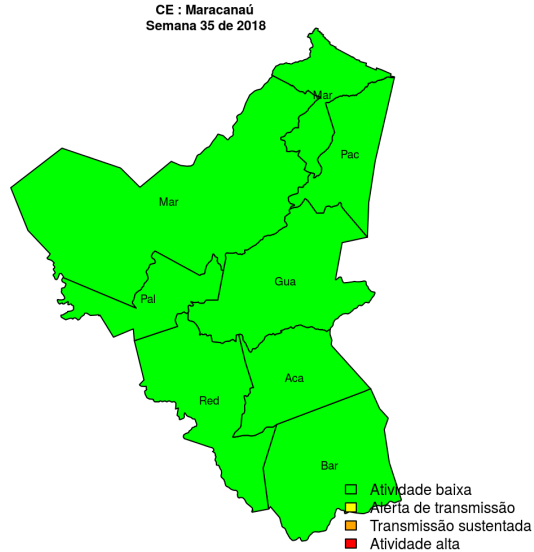 CE : Maracanaú
Semana 35 de 2018
Mar
Pac
Mar
Gua
Pal
Aca
Red
Bar
Atividade baixa
Alerta de transmissão
Transmissão sustentada
Atividade alta